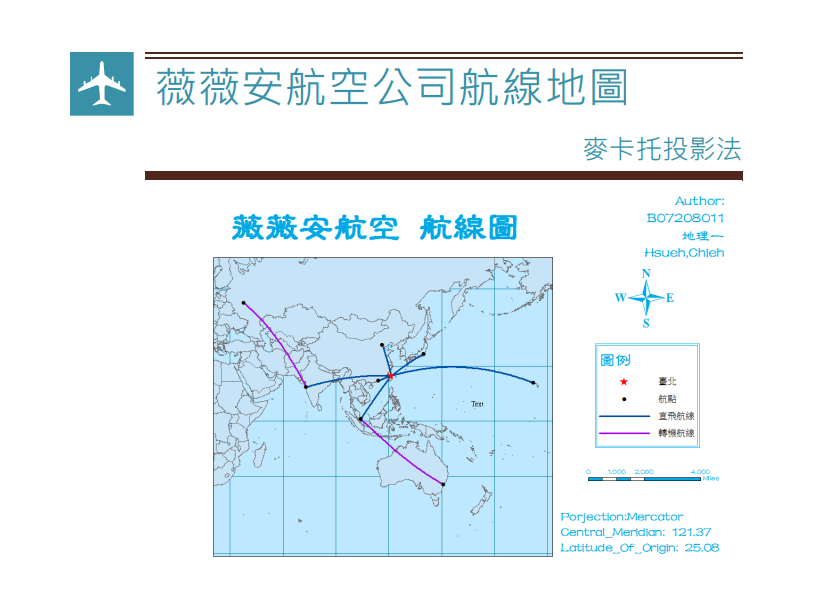 薇薇安航空公司航線地圖
麥卡托投影法
薇薇安航空 航線圖
Author:
B07208011
地理一
Hsueh,Chieh
N
W E
S
圖例
臺北
航點
直飛航線
轉機航線
Text
0 1,000 2,000 4,000
Miles
Porjection:Mercator
Central_Meridian: 121.37
Latitude_Of_Origin: 25.08